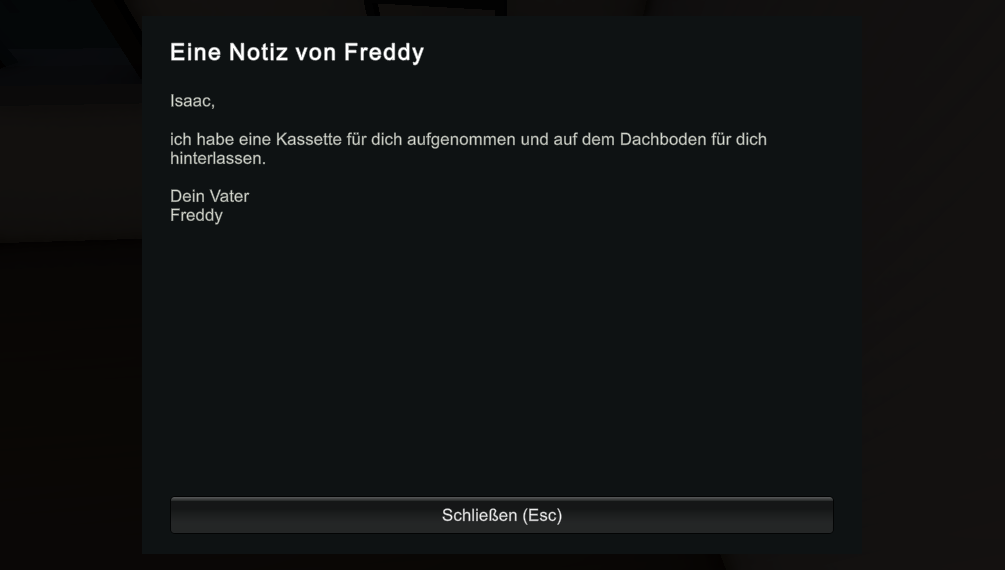 Eine Notiz von Freddy
Isaac,
ich habe eine Kassette für dich aufgenommen und auf dem Dachboden für dich
hinterlassen.
Dein Vater
Freddy
Schließen (Esc)